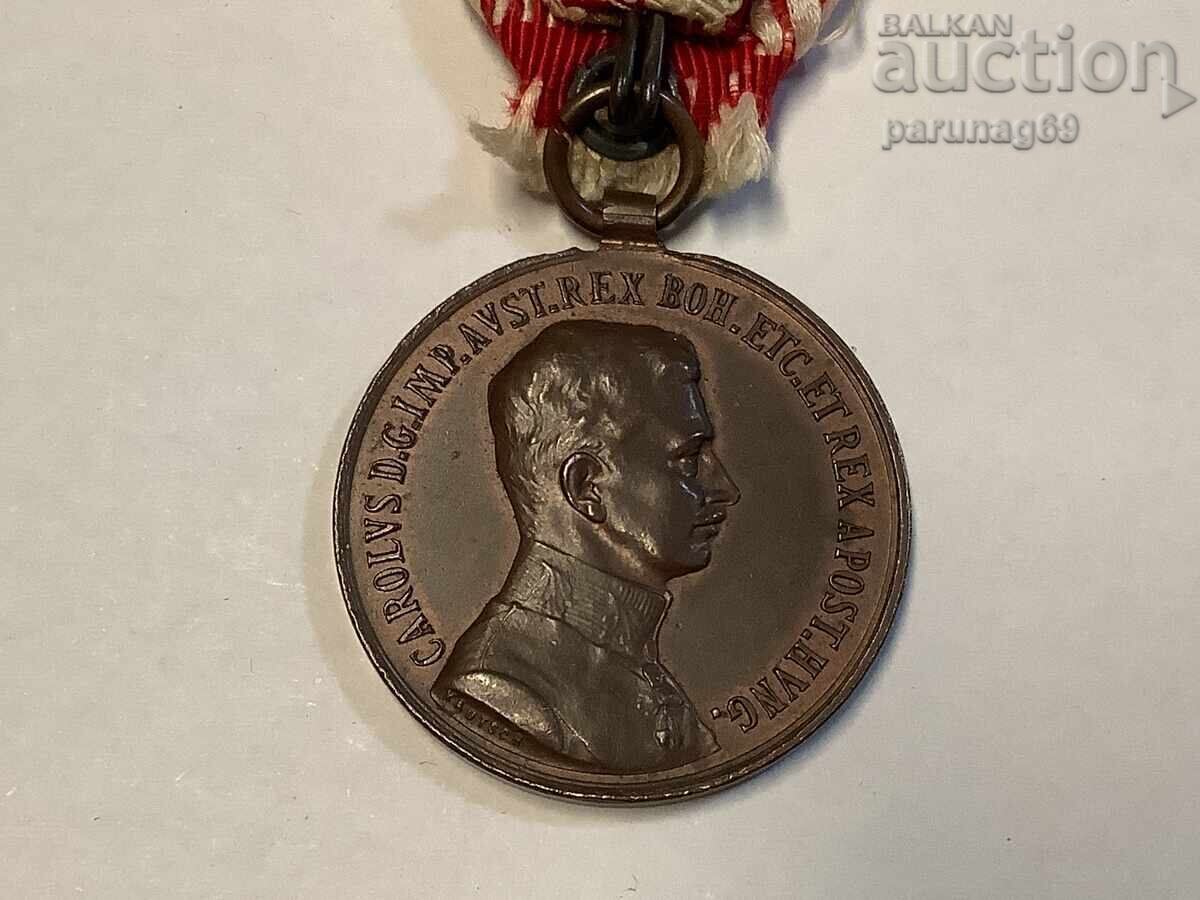 BALKAN
auction
parunag69
CAROLVS D.G.IMP.AVST.REX BOH.ETC.ET REX APOST.HVNG.